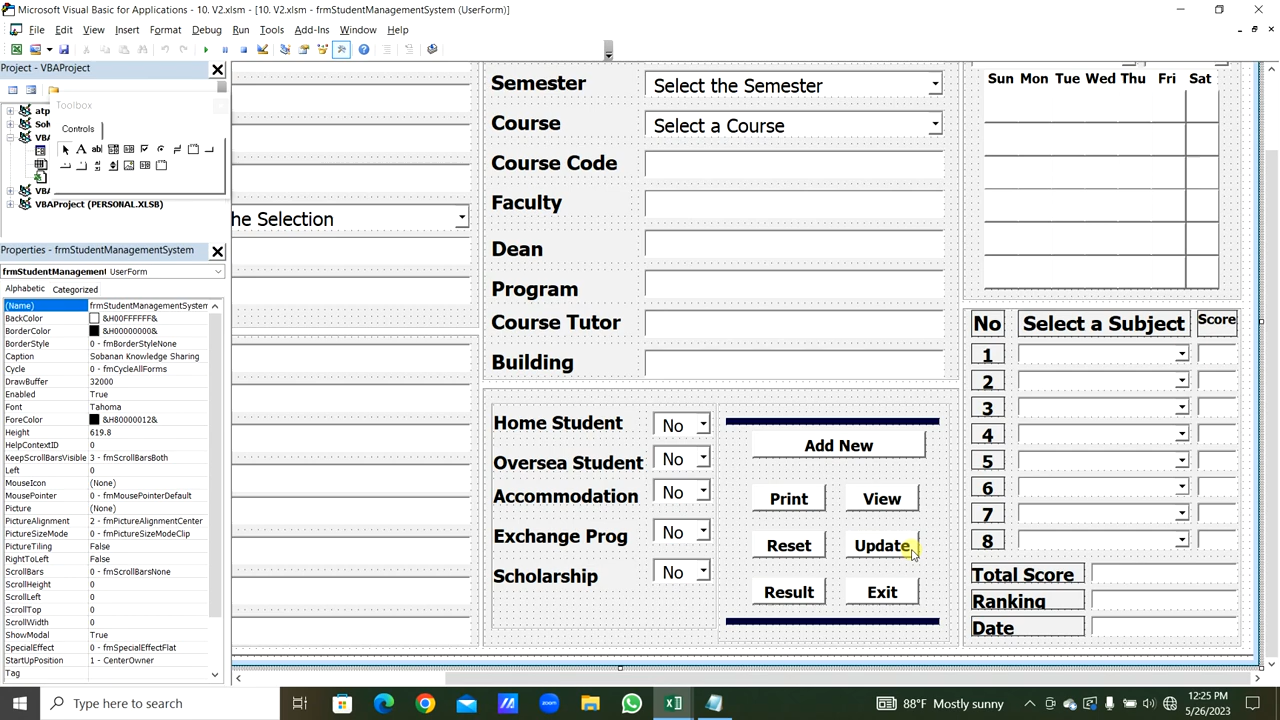 Microsoft Visual Basic for Applications - 10. V2.xlsm - [10. V2.xlsm - frmStudentManagementSystem (UserForm)]
File Edit View Insert Format Debug Run Tools Add-Ins Window Help
Project - VBAProject
Toolbox
Controls
VBAProject (PERSONAL.XLSB)
Properties - frmStudentManagementSystem
frmStudentManagement UserForm
Alphabetic Categorized
(Name) frmStudentManagementSystem
BackColor &H00FFFFFF&
BorderColor &H00000000&
BorderStyle 0 - fmBorderStyleNone
Caption Sobanan Knowledge Sharing
Cycle 0 - fmCycleAllForms
DrawBuffer 32000
Enabled True
Font Tahoma
ForeColor &H80000012&
Height 619.8
HelpContextID 0
KeepScrollBarsVisible 3 - fmScrollBarsBoth
Left 0
MouseIcon (None)
MousePointer 0 - fmMousePointerDefault
Picture (None)
PictureAlignment 2 - fmPictureAlignmentCenter
PictureSizeMode 0 - fmPictureSizeModeClip
PictureTiling False
RightToLeft False
ScrollBars 0 - fmScrollBarsNone
ScrollHeight 0
ScrollLeft 0
ScrollTop 0
ScrollWidth 0
ShowModal True
SpecialEffect 0 - fmSpecialEffectFlat
StartUpPosition 1 - CenterOwner
Tag
he Selection
Semester Select the Semester
Course Select a Course
Course Code
Faculty
Dean
Program
Course Tutor
Building
Home Student No
Oversea Student No
Accommodation No
Exchange Prog No
Scholarship No
Add New
Print View
Reset Update
Result Exit
Sun Mon Tue Wed Thu Fri Sat
No Select a Subject Score
1
2
3
4
5
6
7
8
Total Score
Ranking
Date
Type here to search
88°F Mostly sunny
12:25 PM
5/26/2023